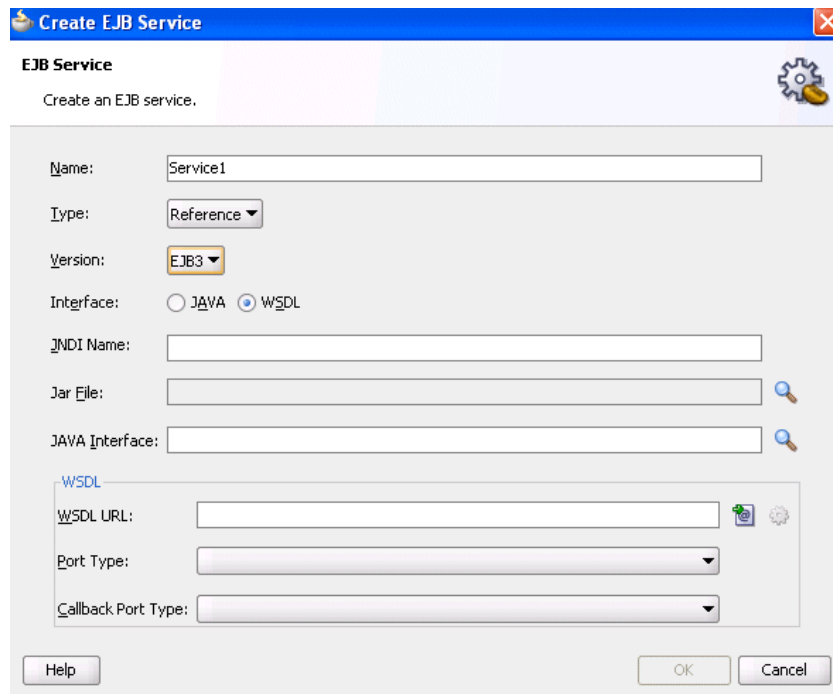 Create EJB Service
EJB Service
Create an EJB service.
Name: Service1
Type: Reference
Version: EJB3
Interface: JAVA WSDL
JNDI Name:
Jar File:
JAVA Interface:
WSDL
WSDL URL:
Port Type:
Callback Port Type:
Help OK Cancel